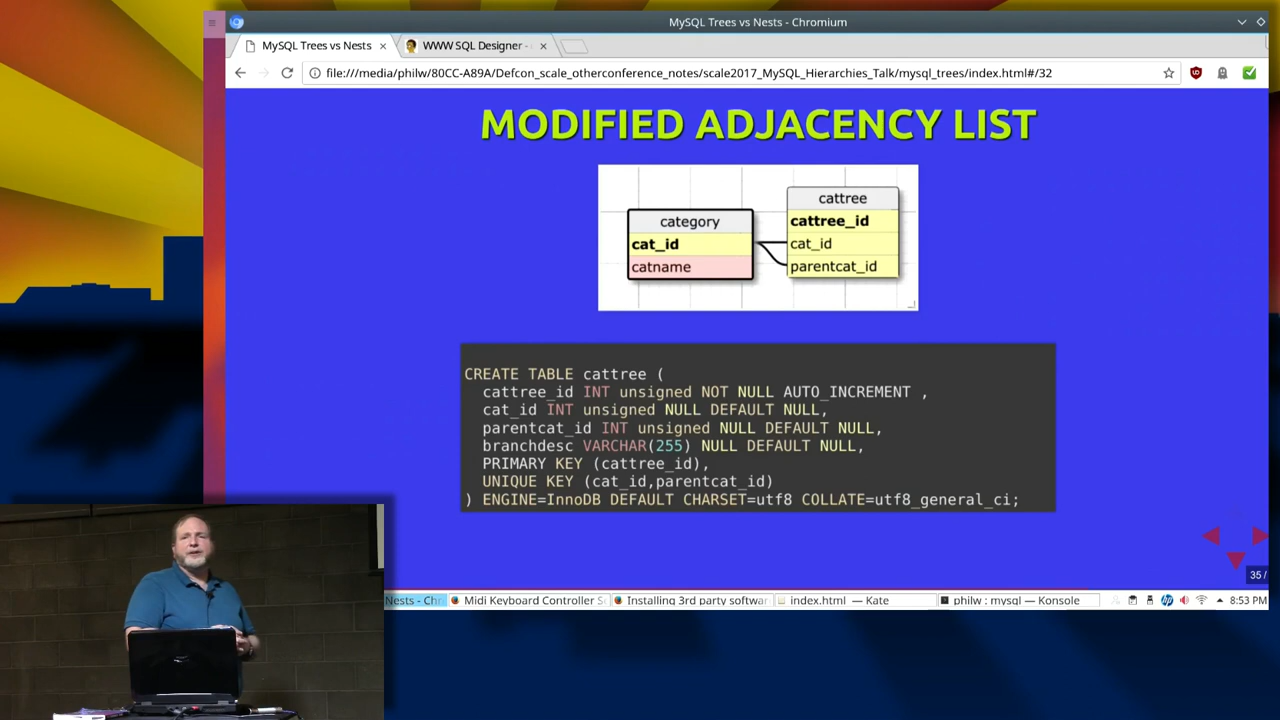 MySQL Trees vs Nests - Chromium
MySQL Trees vs Nests
WWW SQL Designer -
file:///media/philw/80CC-A89A/Defcon_scale_otherconference_notes/scale2017_MySQL_Hierarchies_Talk/mysql_trees/index.html#/32
MODIFIED ADJACENCY LIST
category
cat_id
catname
cattree
cattree_id
cat_id
parentcat_id
CREATE TABLE cattree (
cattree_id INT unsigned NOT NULL AUTO_INCREMENT ,
cat_id INT unsigned NULL DEFAULT NULL,
parentcat_id INT unsigned NULL DEFAULT NULL,
branchdesc VARCHAR(255) NULL DEFAULT NULL,
PRIMARY KEY (cattree_id),
UNIQUE KEY (cat_id,parentcat_id)
) ENGINE=InnoDB DEFAULT CHARSET=utf8 COLLATE=utf8_general_ci;
35 /
Nests - Chr
Midi Keyboard Controller S
Installing 3rd party softwar
index.html — Kate
philw : mysql — Konsole
8:53 PM